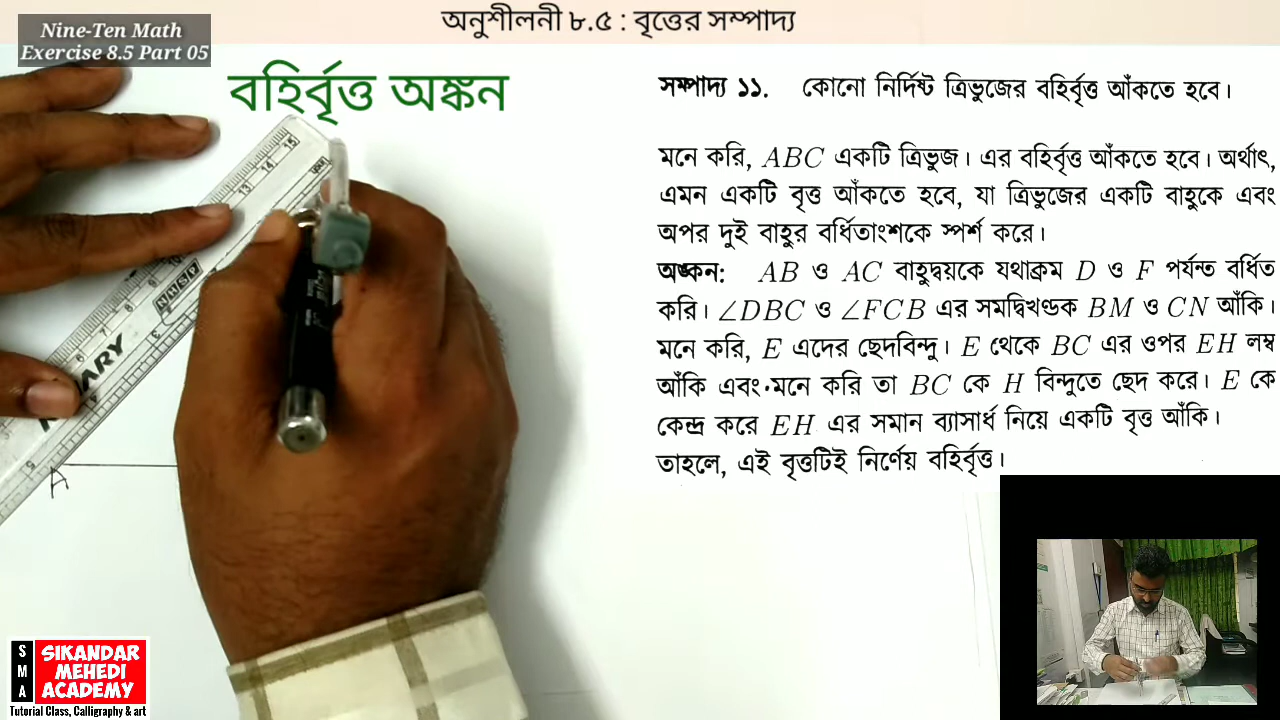 অনুশীলনী ৮.৫ : বৃত্তের সম্পাদ্য
Nine-Ten Math
Exercise 8.5 Part 05
বহির্বৃত্ত অঙ্কন
সম্পাদ্য ১১. কোনো নির্দিষ্ট ত্রিভুজের বহির্বৃত্ত আঁকতে হবে।
মনে করি, ABC একটি ত্রিভুজ। এর বহির্বৃত্ত আঁকতে হবে। অর্থাৎ,
এমন একটি বৃত্ত আঁকতে হবে, যা ত্রিভুজের একটি বাহুকে এবং
অপর দুই বাহুর বর্ধিতাংশকে স্পর্শ করে।
অঙ্কন: AB ও AC বাহুদ্বয়কে যথাক্রম D ও F পর্যন্ত বর্ধিত
করি। ∠DBC ও ∠FCB এর সমদ্বিখণ্ডক BM ও CN আঁকি।
মনে করি, E এদের ছেদবিন্দু। E থেকে BC এর ওপর EH লম্ব
আঁকি এবং মনে করি তা BC কে H বিন্দুতে ছেদ করে। E কে
কেন্দ্র করে EH এর সমান ব্যাসার্ধ নিয়ে একটি বৃত্ত আঁকি।
তাহলে, এই বৃত্তটিই নির্ণেয় বহির্বৃত্ত।
A
SMA
SIKANDAR
MEHEDI
ACADEMY
Tutorial Class, Calligraphy & art